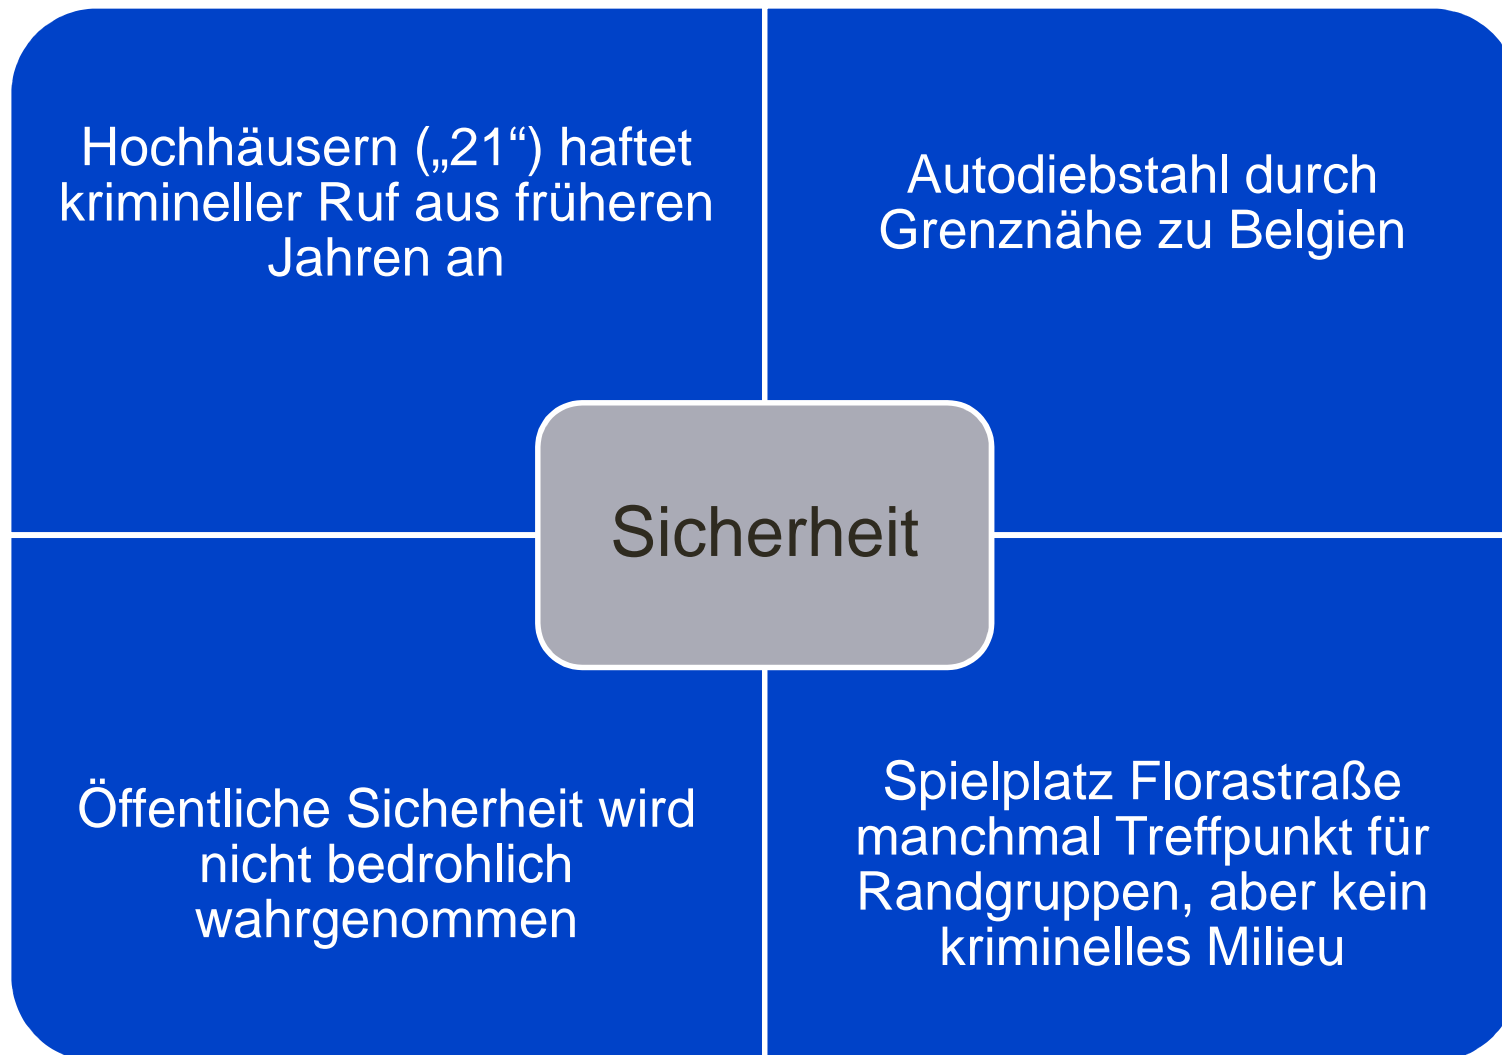 Hochhäusern („21“) haftet
krimineller Ruf aus früheren
Jahren an
Autodiebstahl durch
Grenznähe zu Belgien
Sicherheit
Öffentliche Sicherheit wird
nicht bedrohlich
wahrgenommen
Spielplatz Florastraße
manchmal Treffpunkt für
Randgruppen, aber kein
kriminelles Milieu